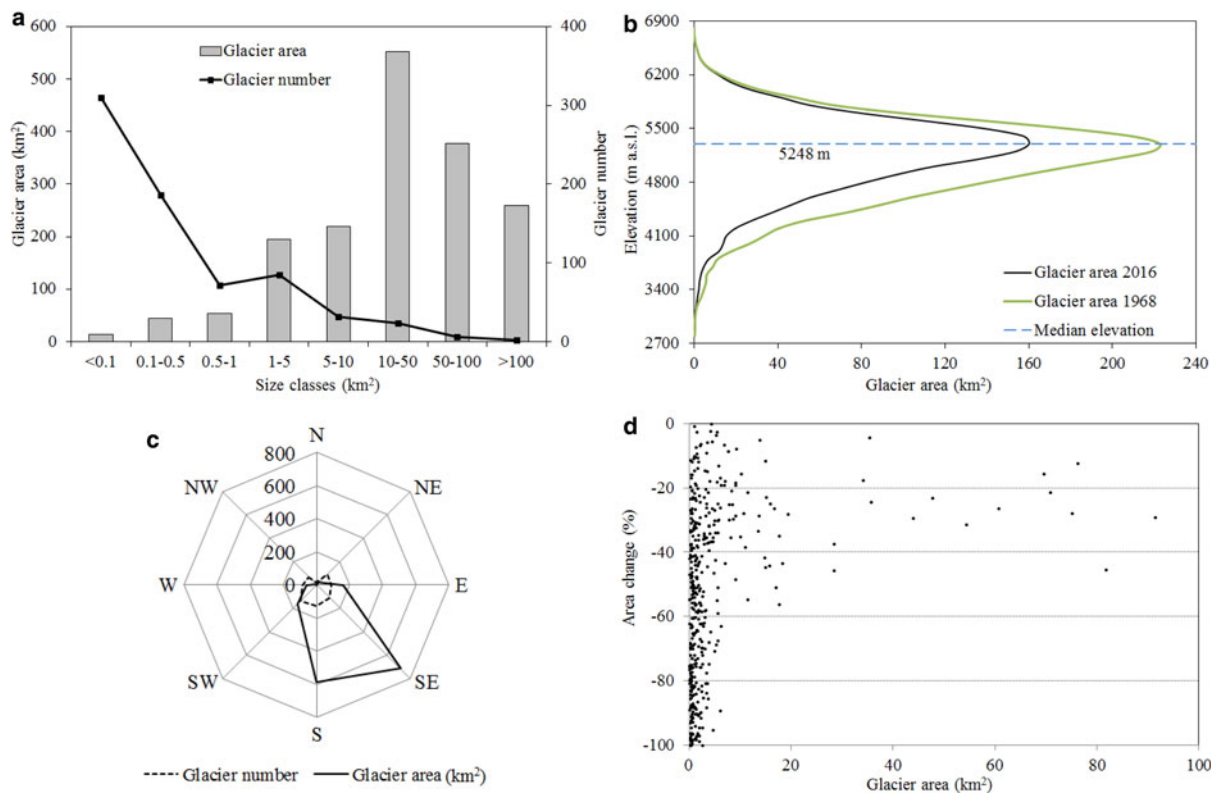 a
600
500
400
300
200
100
0
Glacier area (km²)
Glacier area
Glacier number
400
300
200
100
0
Glacier number
<0.1 0.1-0.5 0.5-1 1-5 5-10 10-50 50-100 >100
Size classes (km²)
b
6900
6200
5500
4800
4100
3400
2700
Elevation (m a.s.l.)
5248 m
Glacier area 2016
Glacier area 1968
Median elevation
0 40 80 120 160 200 240
Glacier area (km²)
c
N
NE
E
SE
S
SW
W
NW
800
600
400
200
0
Glacier number Glacier area (km²)
d
0
-20
-40
-60
-80
-100
Area change (%)
0 20 40 60 80 100
Glacier area (km²)